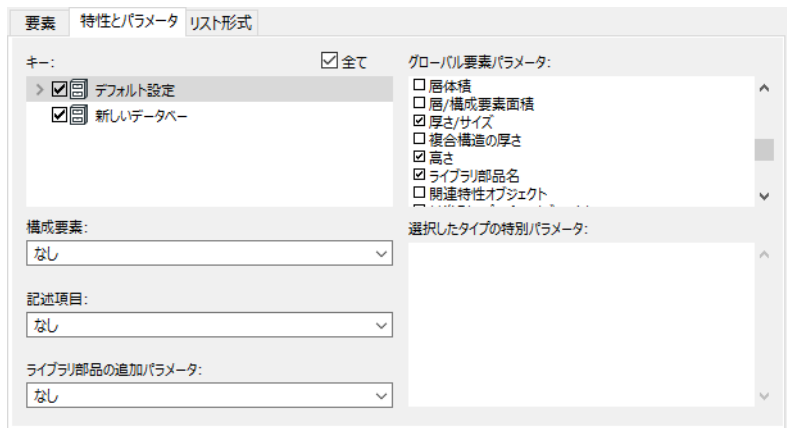 要素
特性とパラメータ
リスト形式
キー:
全て
デフォルト設定
新しいデータベー
構成要素:
なし
記述項目:
なし
ライブラリ部品の追加パラメータ:
なし
グローバル要素パラメータ:
層体積
層/構成要素面積
厚さ/サイズ
複合構造の厚さ
高さ
ライブラリ部品名
関連特性オブジェクト
選択したタイプの特別パラメータ: